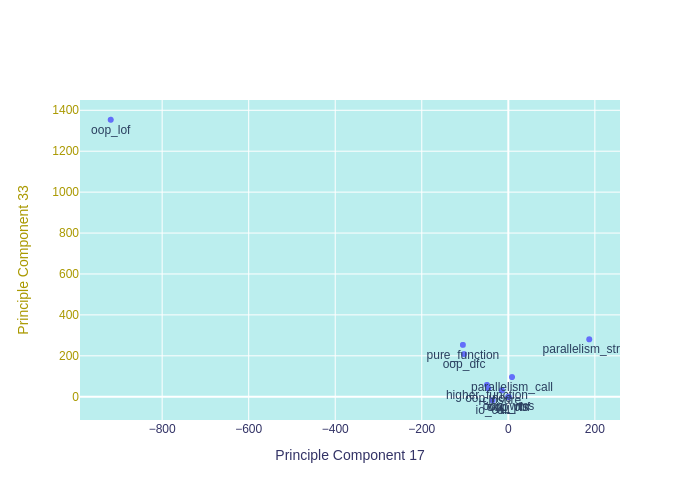 1400
oop_lof
1200
1000
800
600
400
200
0
pure_function
oop_dfc
parallelism_str
parallelism_call
higher_function_
−800
−600
−400
−200
0
200
Principle Component 17
Principle Component 33